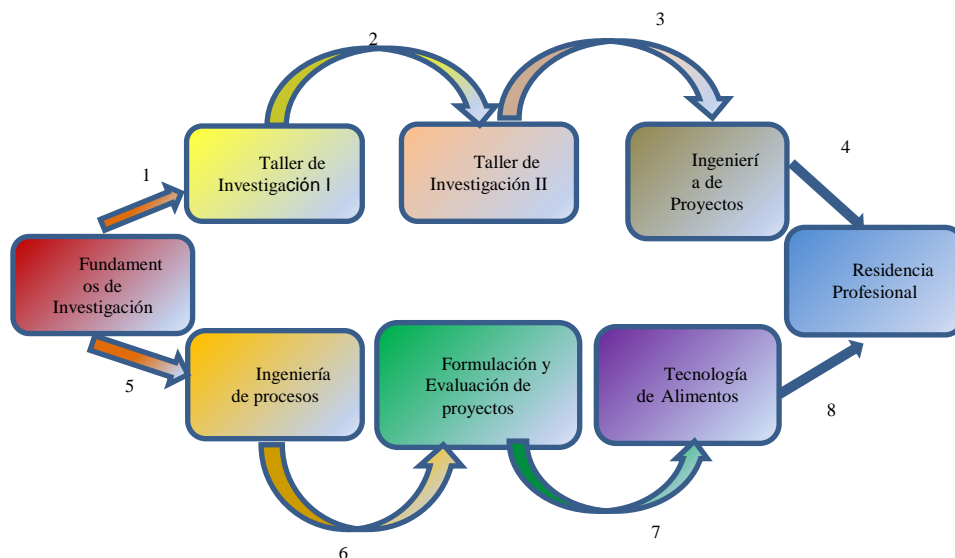 3
2
Taller de
Investigación I
Taller de
Investigación II
Ingenierí
a de
Proyectos
4
1
Fundament
os de
Investigación
Residencia
Profesional
5
Ingeniería
de procesos
Formulación y
Evaluación de
proyectos
Tecnología
de Alimentos
8
6
7